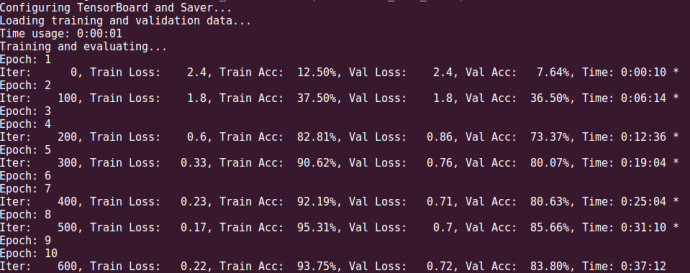 Configuring TensorBoard and Saver...
Loading training and validation data...
Time usage: 0:00:01
Training and evaluating...
Epoch: 1
Iter:      0, Train Loss:    2.4, Train Acc:  12.50%, Val Loss:    2.4, Val Acc:   7.64%, Time: 0:00:10 *
Epoch: 2
Iter:    100, Train Loss:    1.8, Train Acc:  37.50%, Val Loss:    1.8, Val Acc:  36.50%, Time: 0:06:14 *
Epoch: 3
Epoch: 4
Iter:    200, Train Loss:    0.6, Train Acc:  82.81%, Val Loss:   0.86, Val Acc:  73.37%, Time: 0:12:36 *
Epoch: 5
Iter:    300, Train Loss:   0.33, Train Acc:  90.62%, Val Loss:   0.76, Val Acc:  80.07%, Time: 0:19:04 *
Epoch: 6
Epoch: 7
Iter:    400, Train Loss:   0.23, Train Acc:  92.19%, Val Loss:   0.71, Val Acc:  80.63%, Time: 0:25:04 *
Epoch: 8
Iter:    500, Train Loss:   0.17, Train Acc:  95.31%, Val Loss:    0.7, Val Acc:  85.66%, Time: 0:31:10 *
Epoch: 9
Epoch: 10
Iter:    600, Train Loss:   0.22, Train Acc:  93.75%, Val Loss:   0.72, Val Acc:  83.80%, Time: 0:37:12